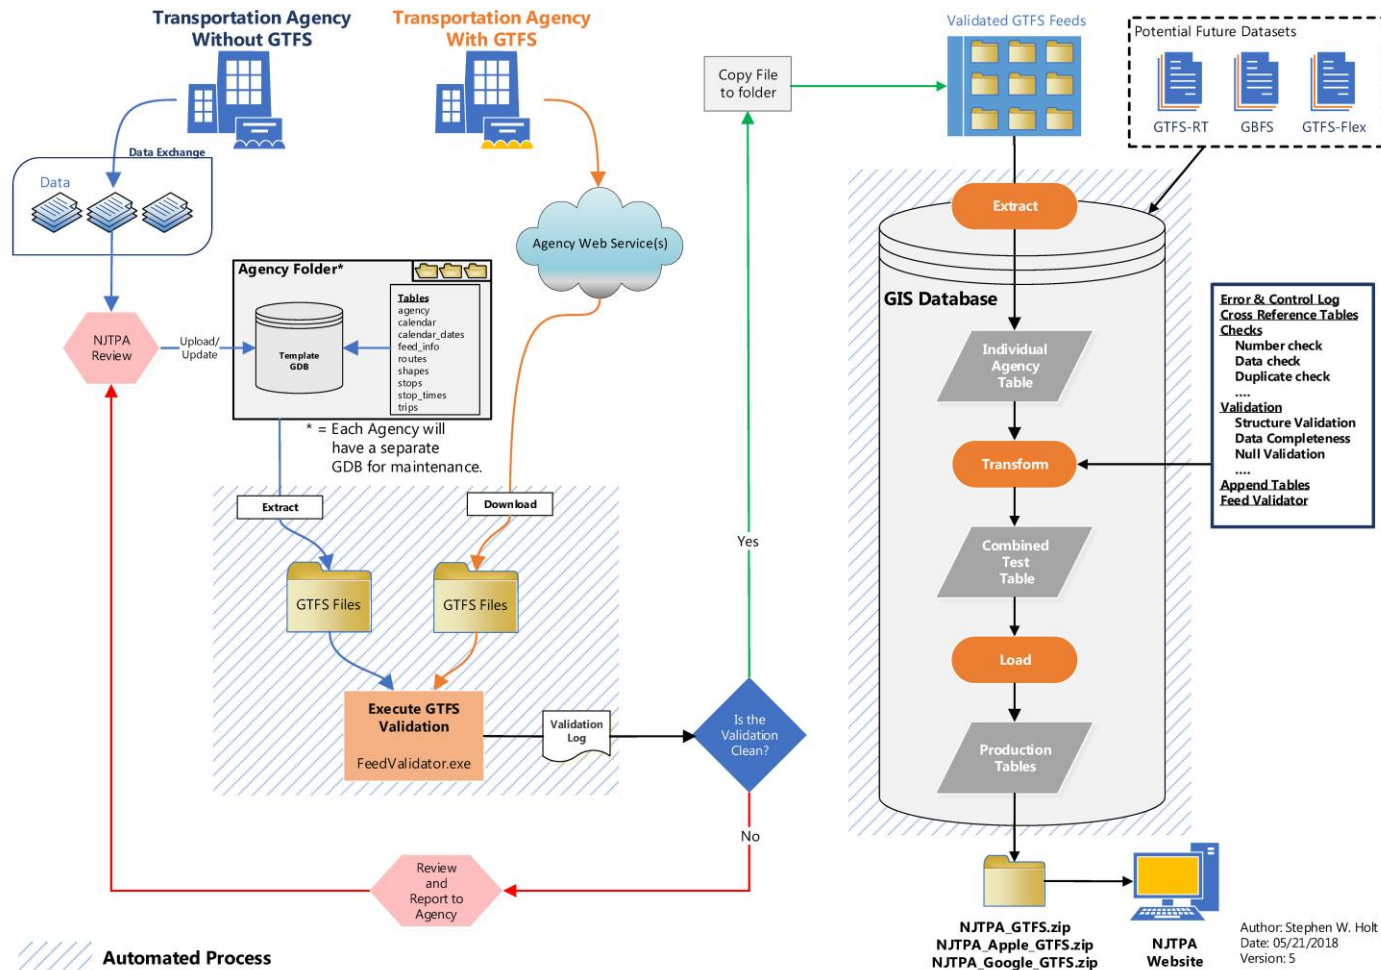 Transportation Agency
Without GTFS
Transportation Agency
With GTFS
Data Exchange
Data
Agency Web Service(s)
Agency Folder*
Template
GDB
Tables
agency
calendar
calendar_dates
feed_info
routes
shapes
stops
stop_times
trips
NJTPA
Review
Upload/
Update
* = Each Agency will
have a separate
GDB for maintenance.
Extract
Download
GTFS Files
GTFS Files
Execute GTFS
Validation
FeedValidator.exe
Validation
Log
Is the
Validation
Clean?
Yes
No
Review
and
Report to
Agency
Copy File
to folder
Validated GTFS Feeds
Potential Future Datasets
GTFS-RT
GBFS
GTFS-Flex
Extract
GIS Database
Individual
Agency
Table
Transform
Combined
Test
Table
Load
Production
Tables
Error & Control Log
Cross Reference Tables
Checks
Number check
Data check
Duplicate check
....
Validation
Structure Validation
Data Completeness
Null Validation
....
Append Tables
Feed Validator
NJTPA_GTFS.zip
NJTPA_Apple_GTFS.zip
NJTPA_Google_GTFS.zip
NJTPA
Website
Author: Stephen W. Holt
Date: 05/21/2018
Version: 5
Automated Process